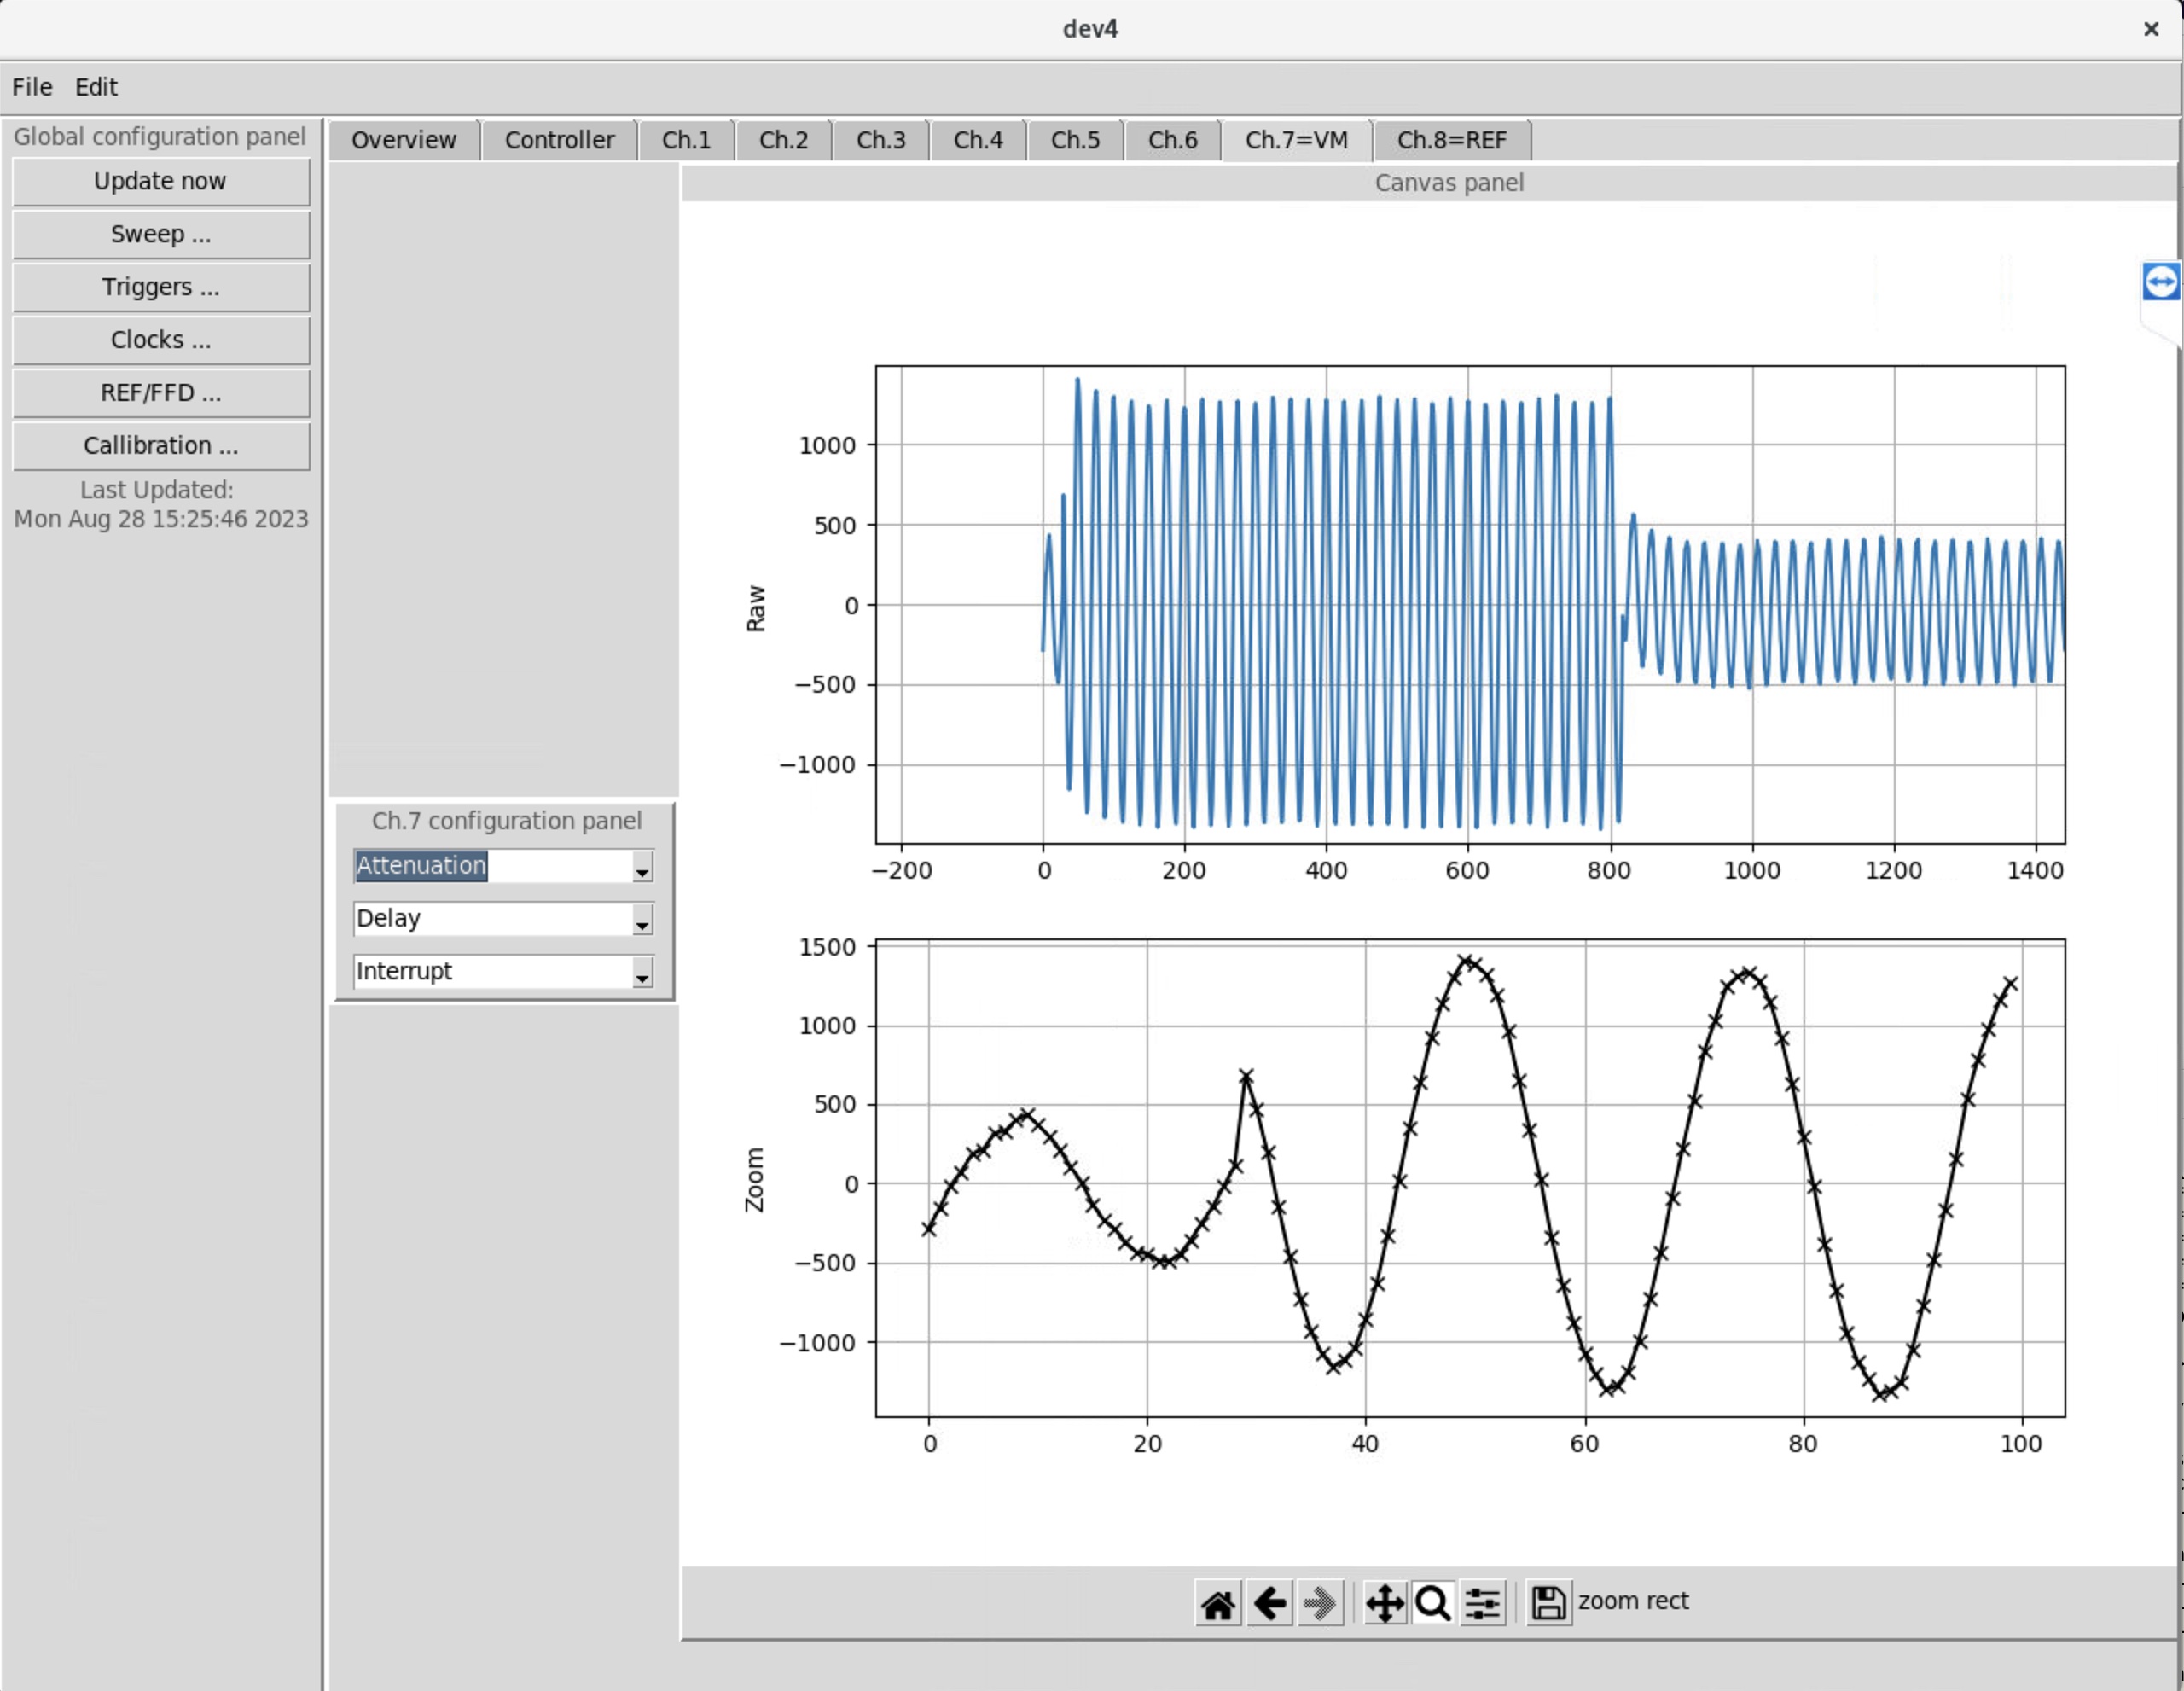 dev4
File Edit
Global configuration panel
Update now
Sweep ...
Triggers ...
Clocks ...
REF/FFD ...
Callibration ...
Last Updated:
Mon Aug 28 15:25:46 2023
Overview Controller Ch.1 Ch.2 Ch.3 Ch.4 Ch.5 Ch.6 Ch.7=VM Ch.8=REF
Ch.7 configuration panel
Attenuation
Delay
Interrupt
Canvas panel
Raw
1000
500
0
−500
−1000
−200 0 200 400 600 800 1000 1200 1400
Zoom
1500
1000
500
0
−500
−1000
0 20 40 60 80 100
zoom rect